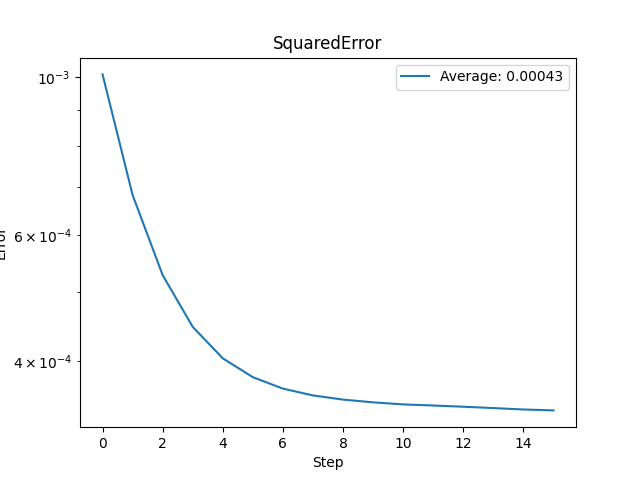 SquaredError
Average: 0.00043
10⁻³
6 × 10⁻⁴
4 × 10⁻⁴
Error
0 2 4 6 8 10 12 14
Step